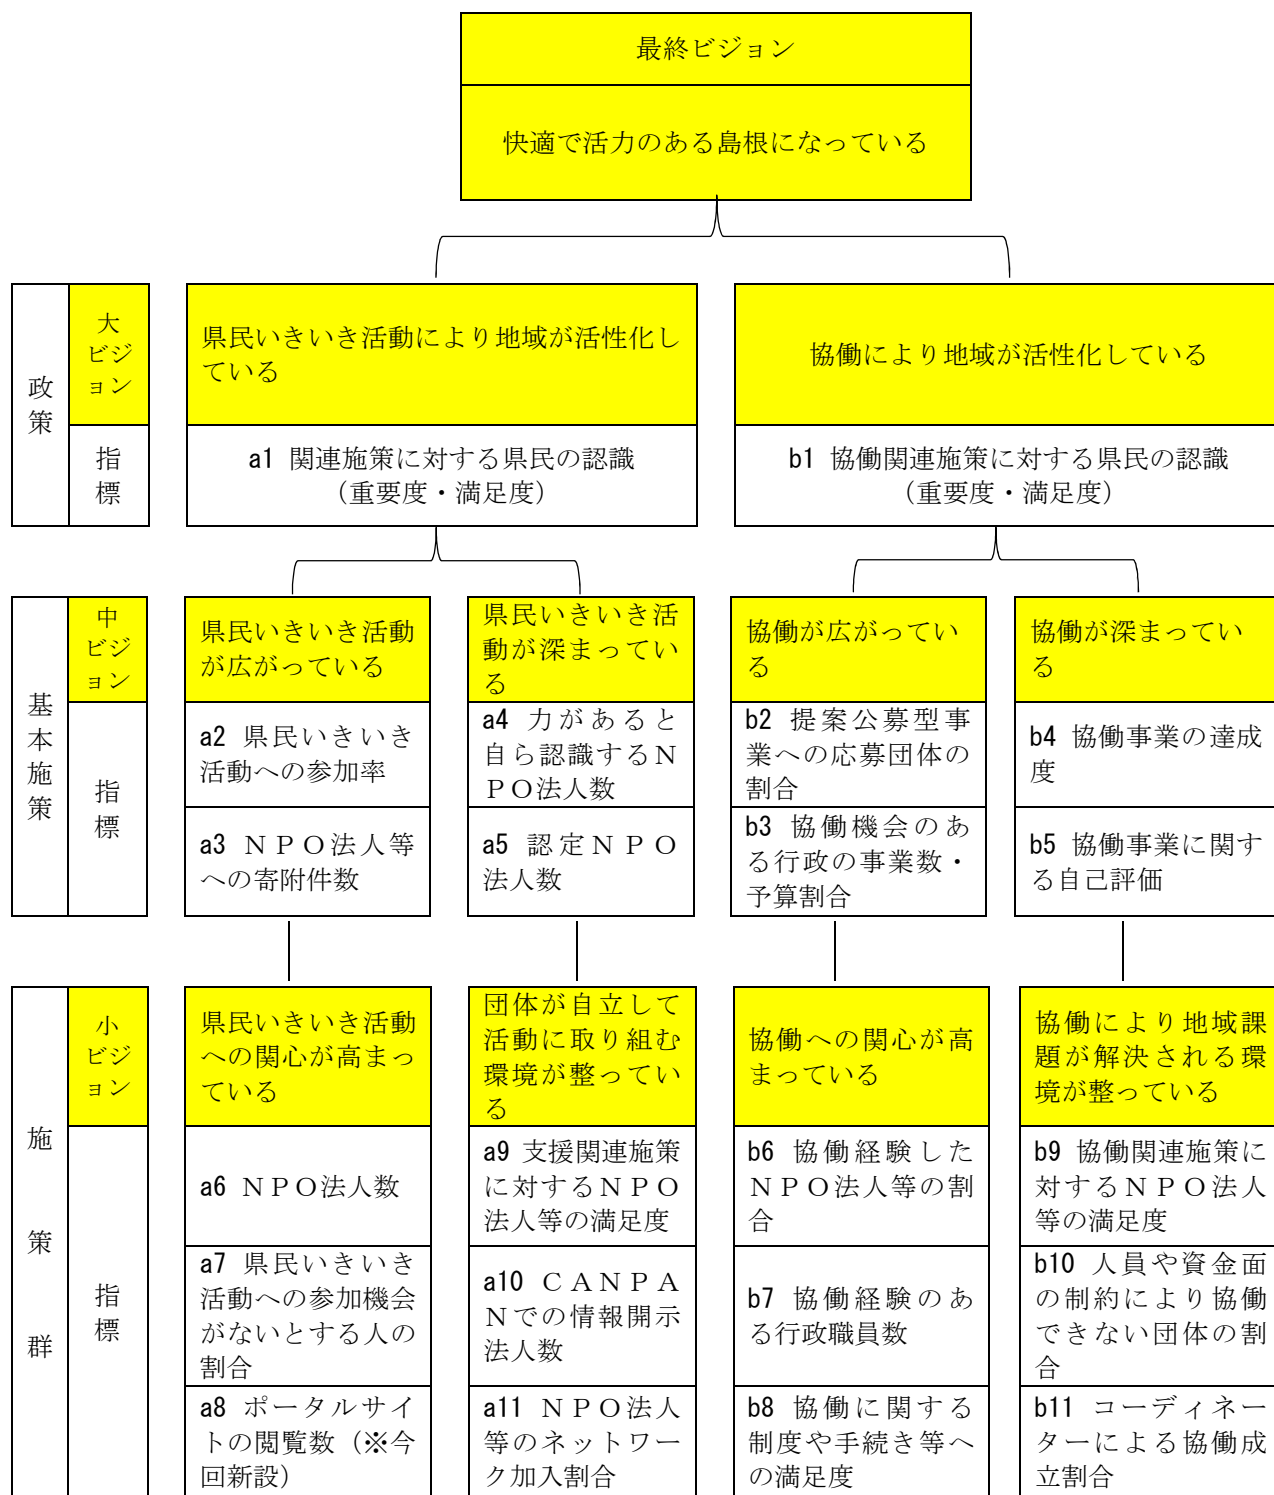 最終ビジョン
快適で活力のある島根になっている
政
策
大
ビジ
ョン
県民いきいき活動により地域が活性化し
ている
協働により地域が活性化している
指
標
a1 関連施策に対する県民の認識
(重要度・満足度)
b1 協働関連施策に対する県民の認識
(重要度・満足度)
基
本
施
策
中
ビジ
ョン
県民いきいき活動
が広がっている
県民いきいき活
動が深まってい
る
協働が広がってい
る
協働が深まってい
る
指
標
a2 県民いきいき
活動への参加率
a4 力があると
自ら認識するN
PO法人数
b2 提案公募型事
業への応募団体の
割合
b4 協働事業の達成
度
a3 NPO法人等
への寄附件数
a5 認定NPO
法人数
b3 協働機会のあ
る行政の事業数・
予算割合
b5 協働事業に関す
る自己評価
施
策
群
小
ビジ
ョン
県民いきいき活動
への関心が高まっ
ている
団体が自立して
活動に取り組む
環境が整ってい
る
協働への関心が高
まっている
協働により地域課
題が解決される環
境が整っている
指
標
a6 NPO法人数
a9 支援関連施策
に対するNPO
法人等の満足度
b6 協働経験した
NPO法人等の割
合
b9 協働関連施策に
対するNPO法人
等の満足度
a7 県民いきいき
活動への参加機会
がないとする人の
割合
a10 CANPA
Nでの情報開示
法人数
b7 協働経験のあ
る行政職員数
b10 人員や資金面
の制約により協働
できない団体の割
合
a8 ポータルサイ
トの閲覧数(※今
回新設)
a11 NPO法人
等のネットワー
ク加入割合
b8 協働に関する
制度や手続き等へ
の満足度
b11 コーディネー
ターによる協働成
立割合